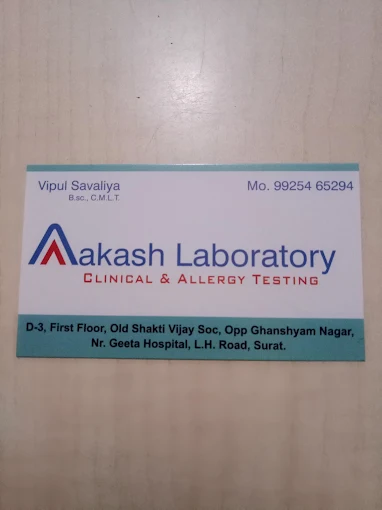 Vipul Savaliya
B.sc., C.M.L.T.
Mo. 99254 65294
Aakash Laboratory
CLINICAL & ALLERGY TESTING
D-3, First Floor, Old Shakti Vijay Soc, Opp Ghanshyam Nagar,
Nr. Geeta Hospital, L.H. Road, Surat.